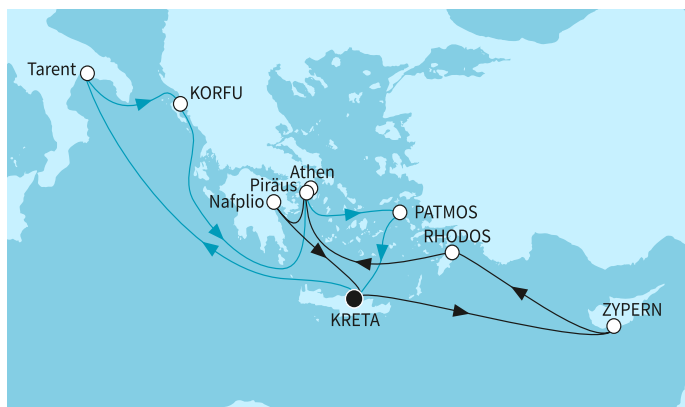 Tarent
KORFU
Athen
Piräus
Nafplio
PATMOS
RHODOS
ZYPERN
KRETA